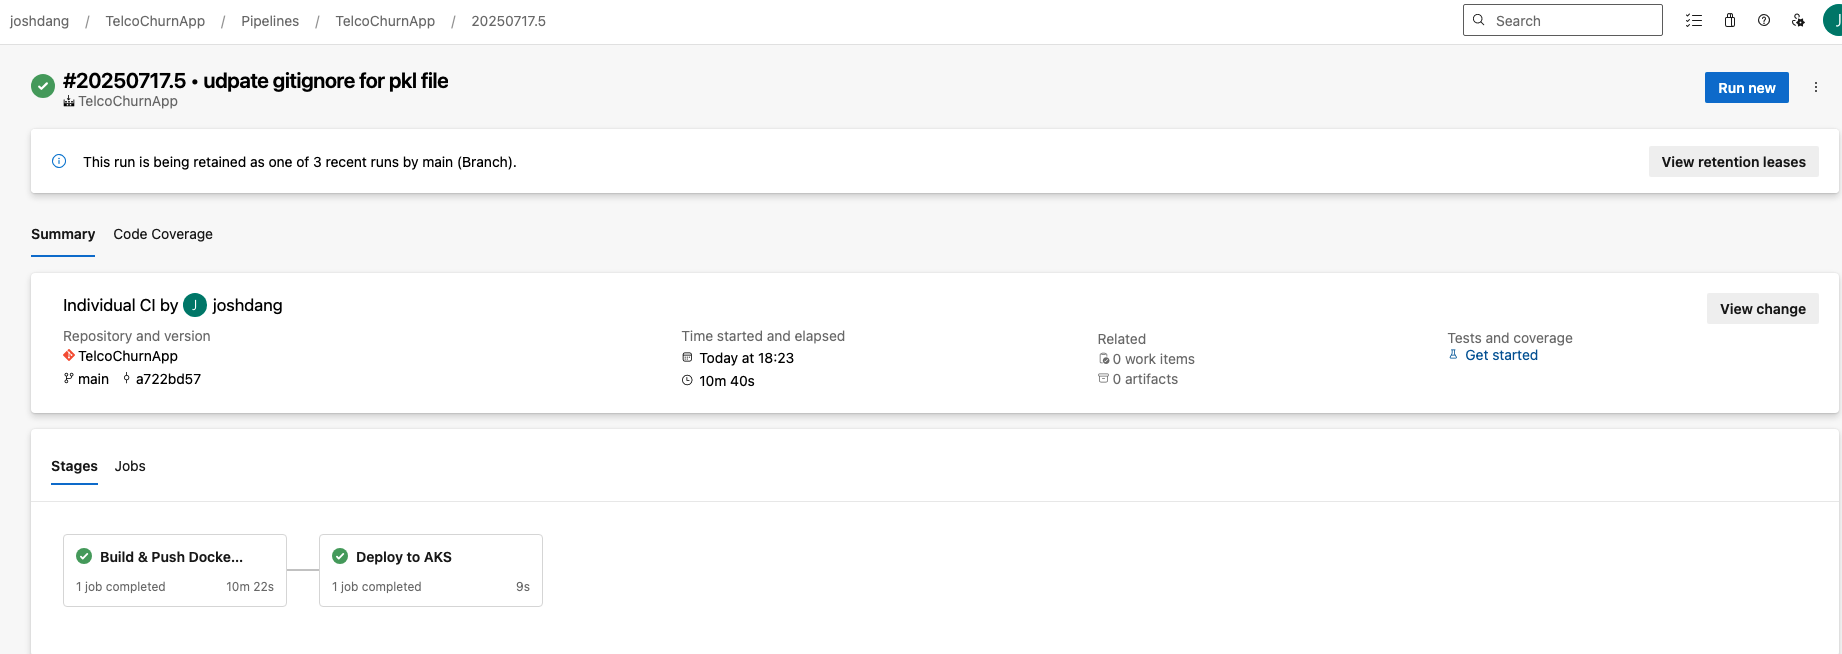 joshdang / TelcoChurnApp / Pipelines / TelcoChurnApp / 20250717.5
Search
J
#20250717.5 • udpate gitignore for pkl file
TelcoChurnApp
Run new
This run is being retained as one of 3 recent runs by main (Branch).
View retention leases
Summary
Code Coverage
Individual CI by J joshdang
View change
Repository and version
TelcoChurnApp
main a722bd57
Time started and elapsed
Today at 18:23
10m 40s
Related
0 work items
0 artifacts
Tests and coverage
Get started
Stages
Jobs
Build & Push Docke...
1 job completed 10m 22s
Deploy to AKS
1 job completed 9s